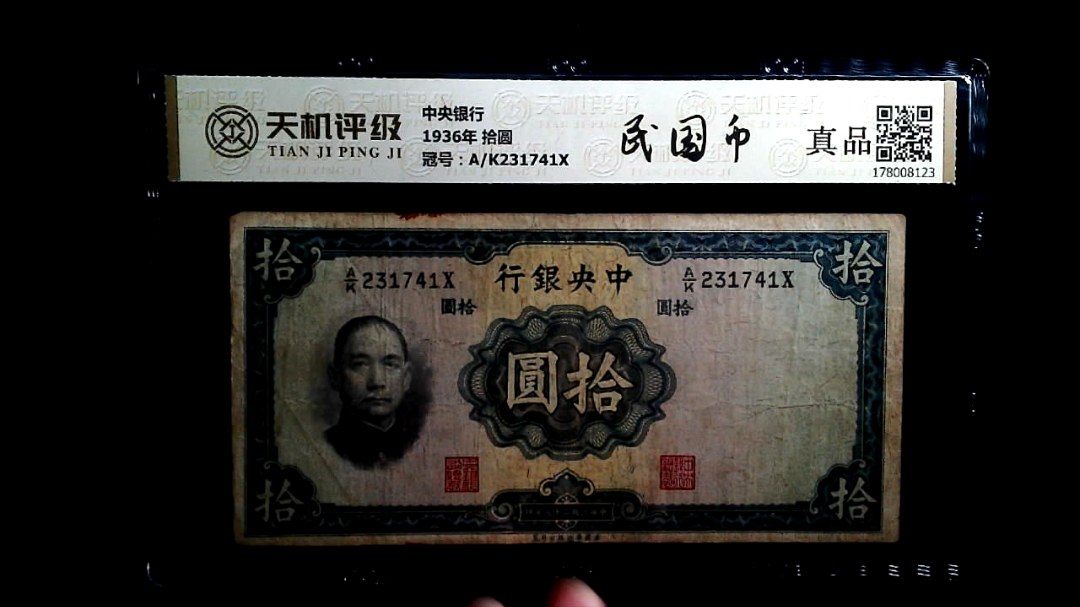 天机评级
TIAN JI PING JI
中央银行
1936年 拾圆
冠号：A/K231741X
民国币
真品
178008123
拾
拾
A/K 231741X
行銀央中
A/K 231741X
圓拾
圓拾
圓拾
拾
拾